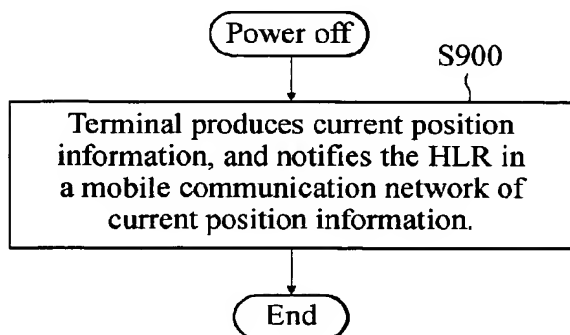 Power off
S900
Terminal produces current position
information, and notifies the HLR in
a mobile communication network of
current position information.
End